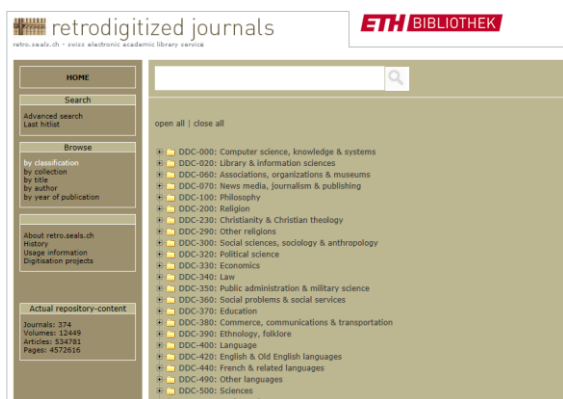 retrodigitized journals
retro.seals.ch - swiss electronic academic library service
ETH BIBLIOTHEK
HOME
Search
Advanced search
Last hitlist
Browse
by classification
by collection
by title
by author
by year of publication
About retro.seals.ch
History
Usage information
Digitisation projects
Actual repository-content
Journals: 374
Volumes: 12449
Articles: 534781
Pages: 4572616
open all | close all
DDC-000: Computer science, knowledge & systems
DDC-020: Library & information sciences
DDC-060: Associations, organizations & museums
DDC-070: News media, journalism & publishing
DDC-100: Philosophy
DDC-200: Religion
DDC-230: Christianity & Christian theology
DDC-290: Other religions
DDC-300: Social sciences, sociology & anthropology
DDC-320: Political science
DDC-330: Economics
DDC-340: Law
DDC-350: Public administration & military science
DDC-360: Social problems & social services
DDC-370: Education
DDC-380: Commerce, communications & transportation
DDC-390: Ethnology, folklore
DDC-400: Language
DDC-420: English & Old English languages
DDC-440: French & related languages
DDC-490: Other languages
DDC-500: Sciences